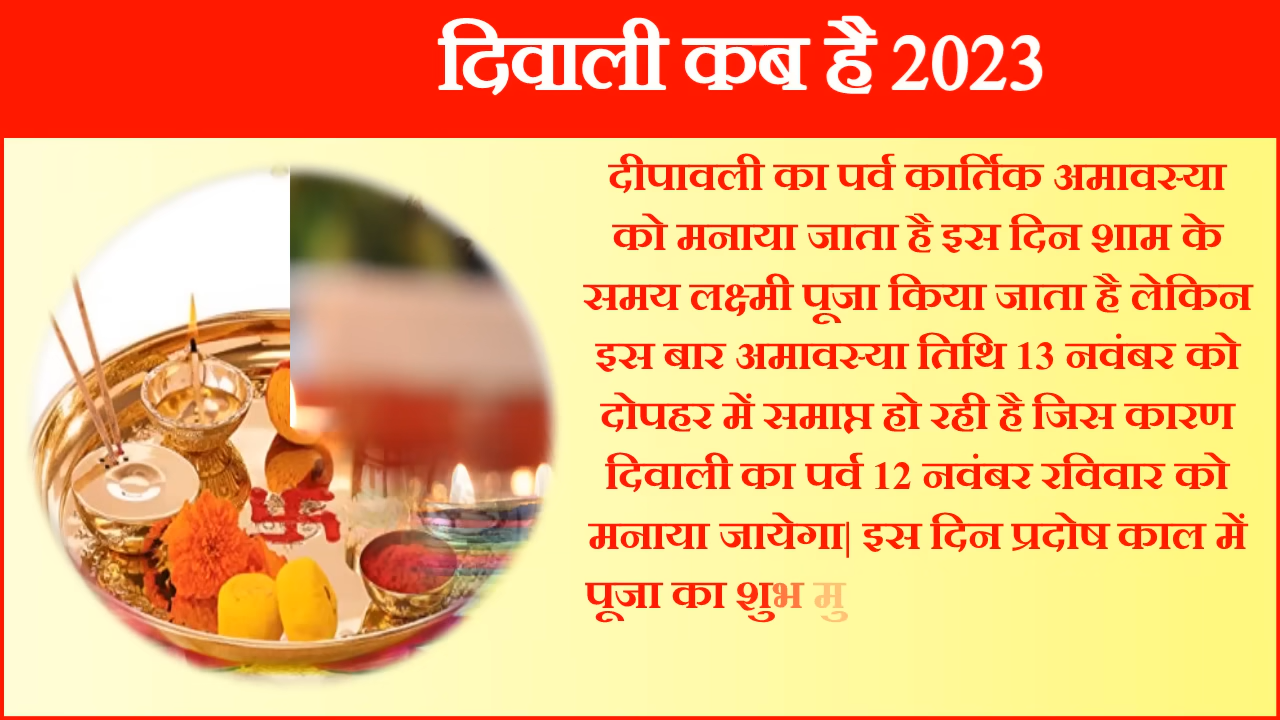 दिवाली कब है 2023
दीपावली का पर्व कार्तिक अमावस्या
को मनाया जाता है इस दिन शाम के
समय लक्ष्मी पूजा किया जाता है लेकिन
इस बार अमावस्या तिथि 13 नवंबर को
दोपहर में समाप्त हो रही है जिस कारण
दिवाली का पर्व 12 नवंबर रविवार को
मनाया जायेगा| इस दिन प्रदोष काल में
पूजा का शुभ मु